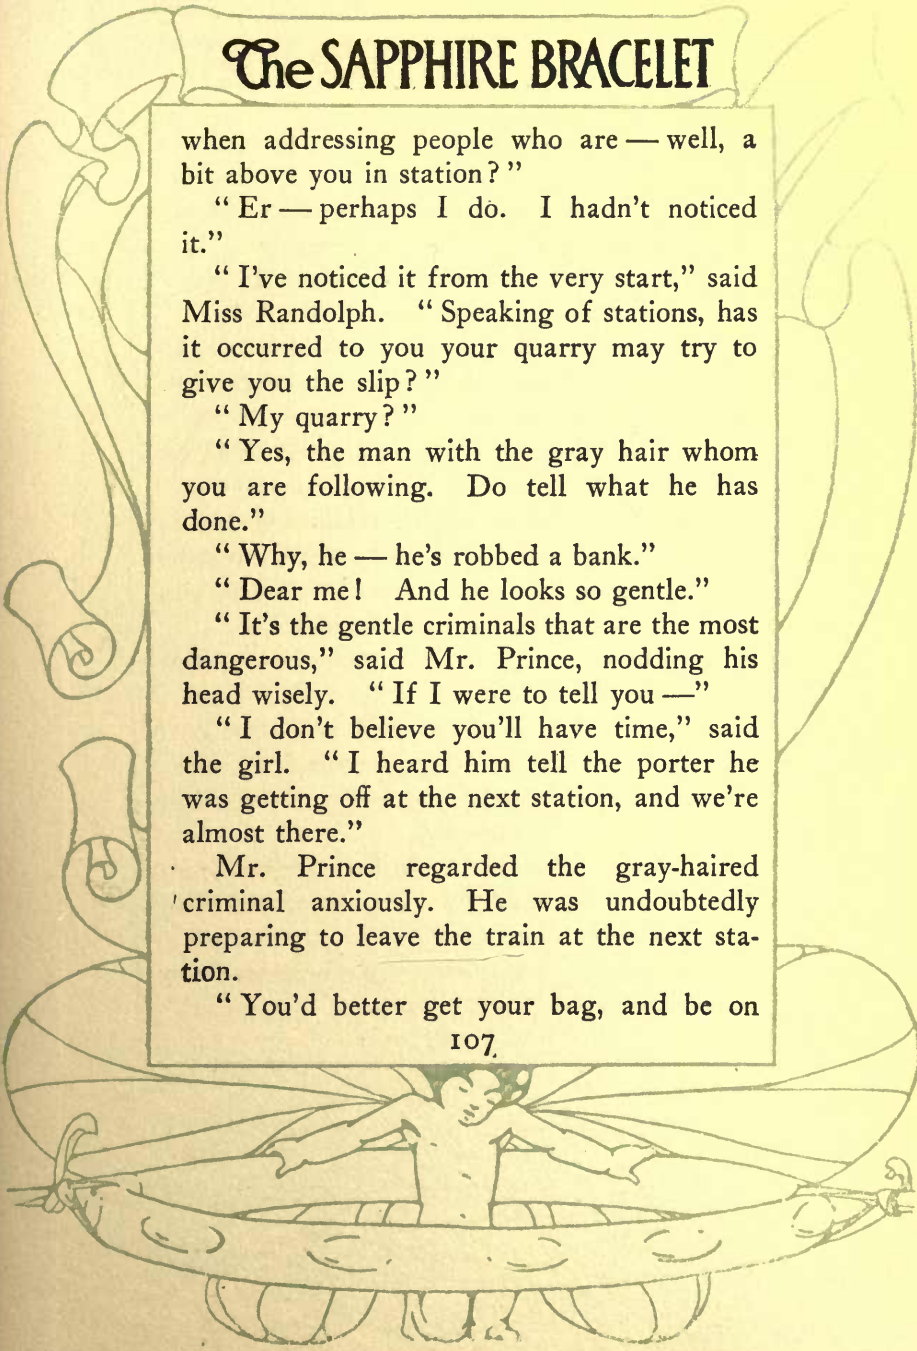 The SAPPHIRE BRACELET
when addressing people who are — well, a
bit above you in station? ”
“ Er — perhaps I do. I hadn't noticed
it.”
“ I've noticed it from the very start,” said
Miss Randolph. “ Speaking of stations, has
it occurred to you your quarry may try to
give you the slip? ”
“ My quarry? ”
“ Yes, the man with the gray hair whom
you are following. Do tell what he has
done.”
“ Why, he — he's robbed a bank.”
“ Dear me! And he looks so gentle.”
“ It's the gentle criminals that are the most
dangerous,” said Mr. Prince, nodding his
head wisely. “ If I were to tell you —”
“ I don't believe you'll have time,” said
the girl. “ I heard him tell the porter he
was getting off at the next station, and we're
almost there.”
Mr. Prince regarded the gray-haired
criminal anxiously. He was undoubtedly
preparing to leave the train at the next sta-
tion.
“ You'd better get your bag, and be on
107